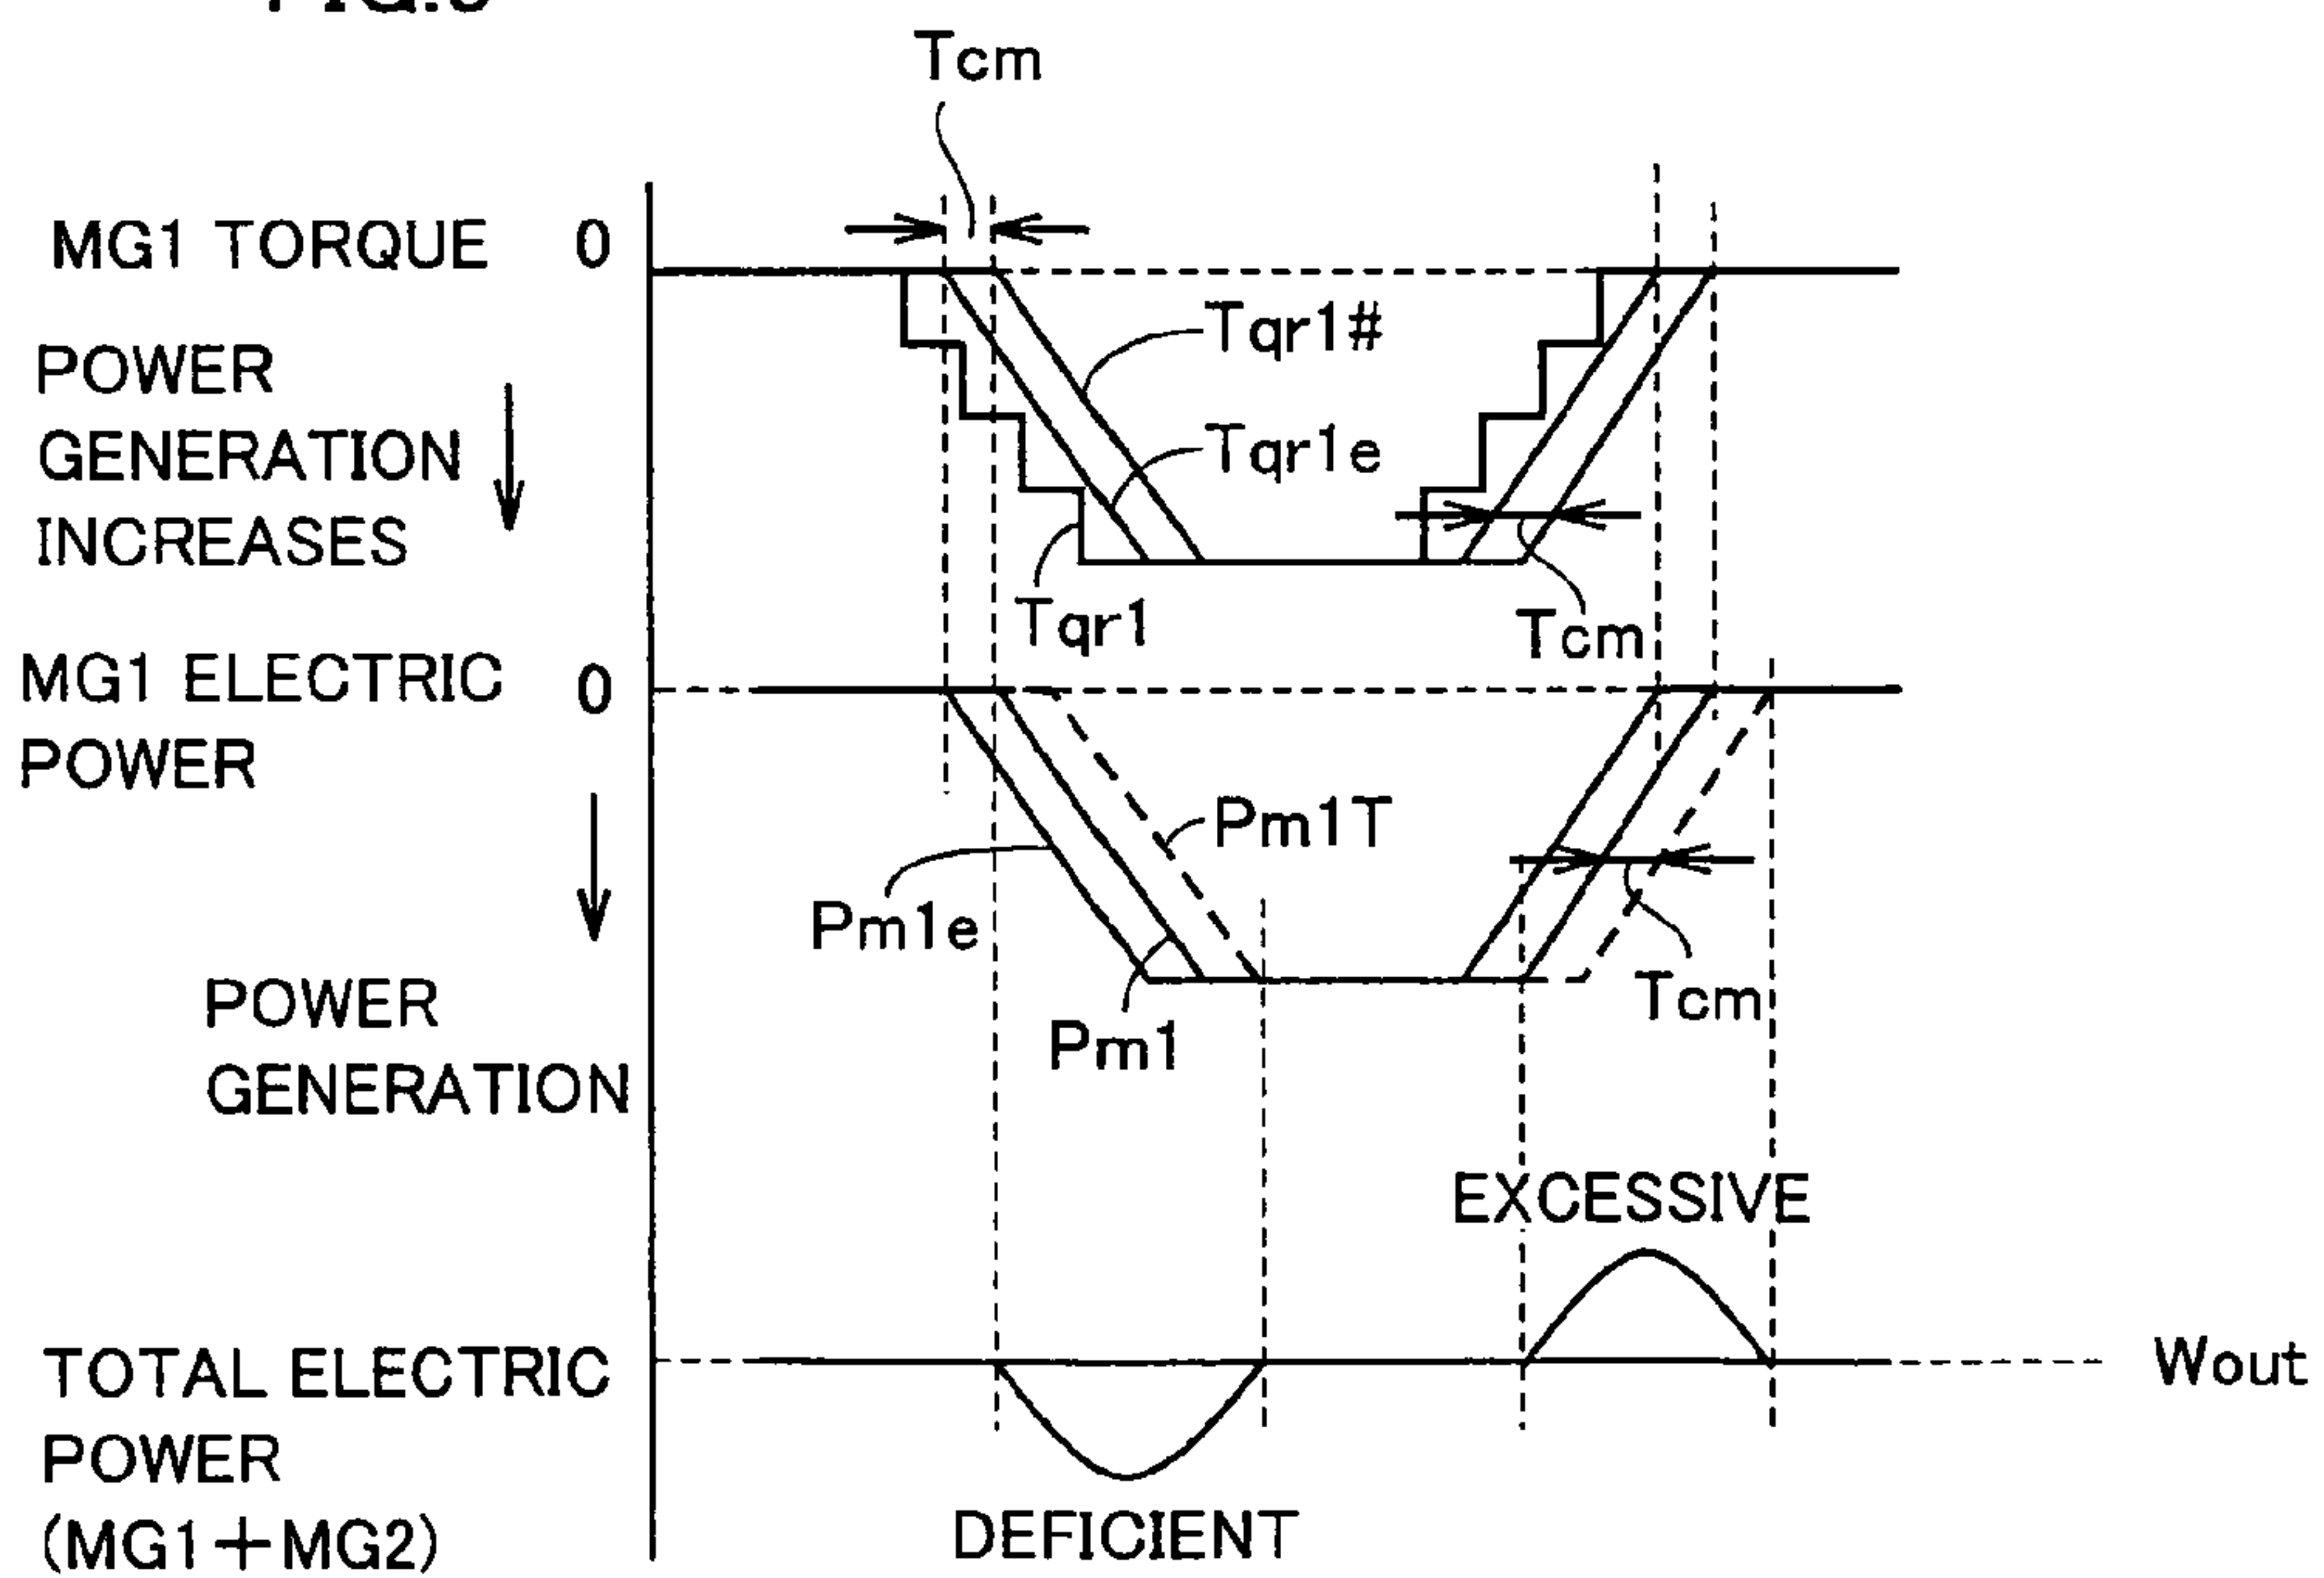 Tcm
MG1 TORQUE 0
POWER
GENERATION
INCREASES
Tqr1#
Tqr1e
Tqr1
Tcm
MG1 ELECTRIC 0
POWER
Pm1T
Pm1e
Pm1
Tcm
POWER
GENERATION
EXCESSIVE
TOTAL ELECTRIC
POWER
(MG1+MG2)
Wout
DEFICIENT